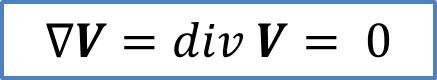 ∇𝑽 = 𝑑𝑖𝑣 𝑽 = 0